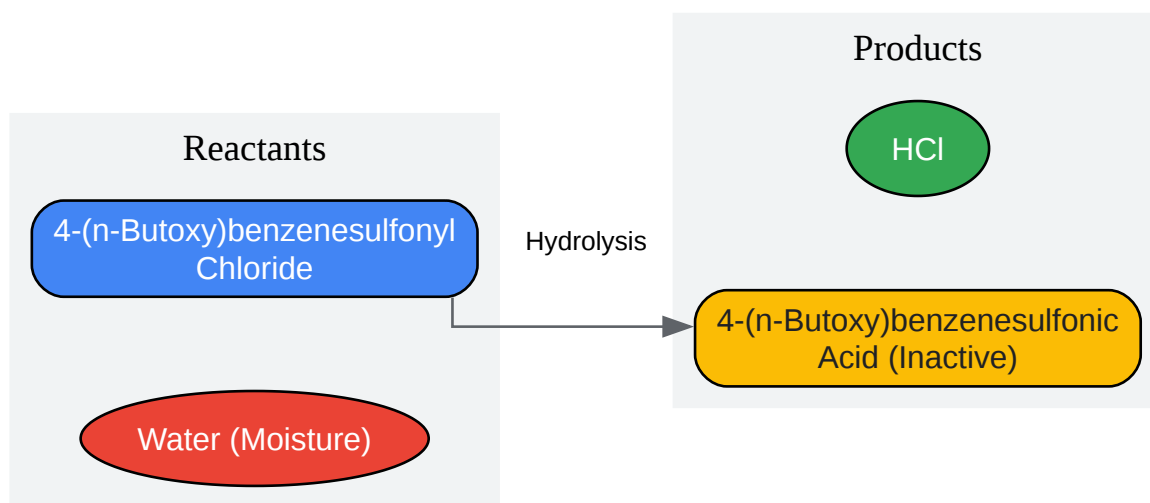 Reactants
4-(n-Butoxy)benzenesulfonyl
Chloride
Water (Moisture)
Hydrolysis
Products
HCl
4-(n-Butoxy)benzenesulfonic
Acid (Inactive)